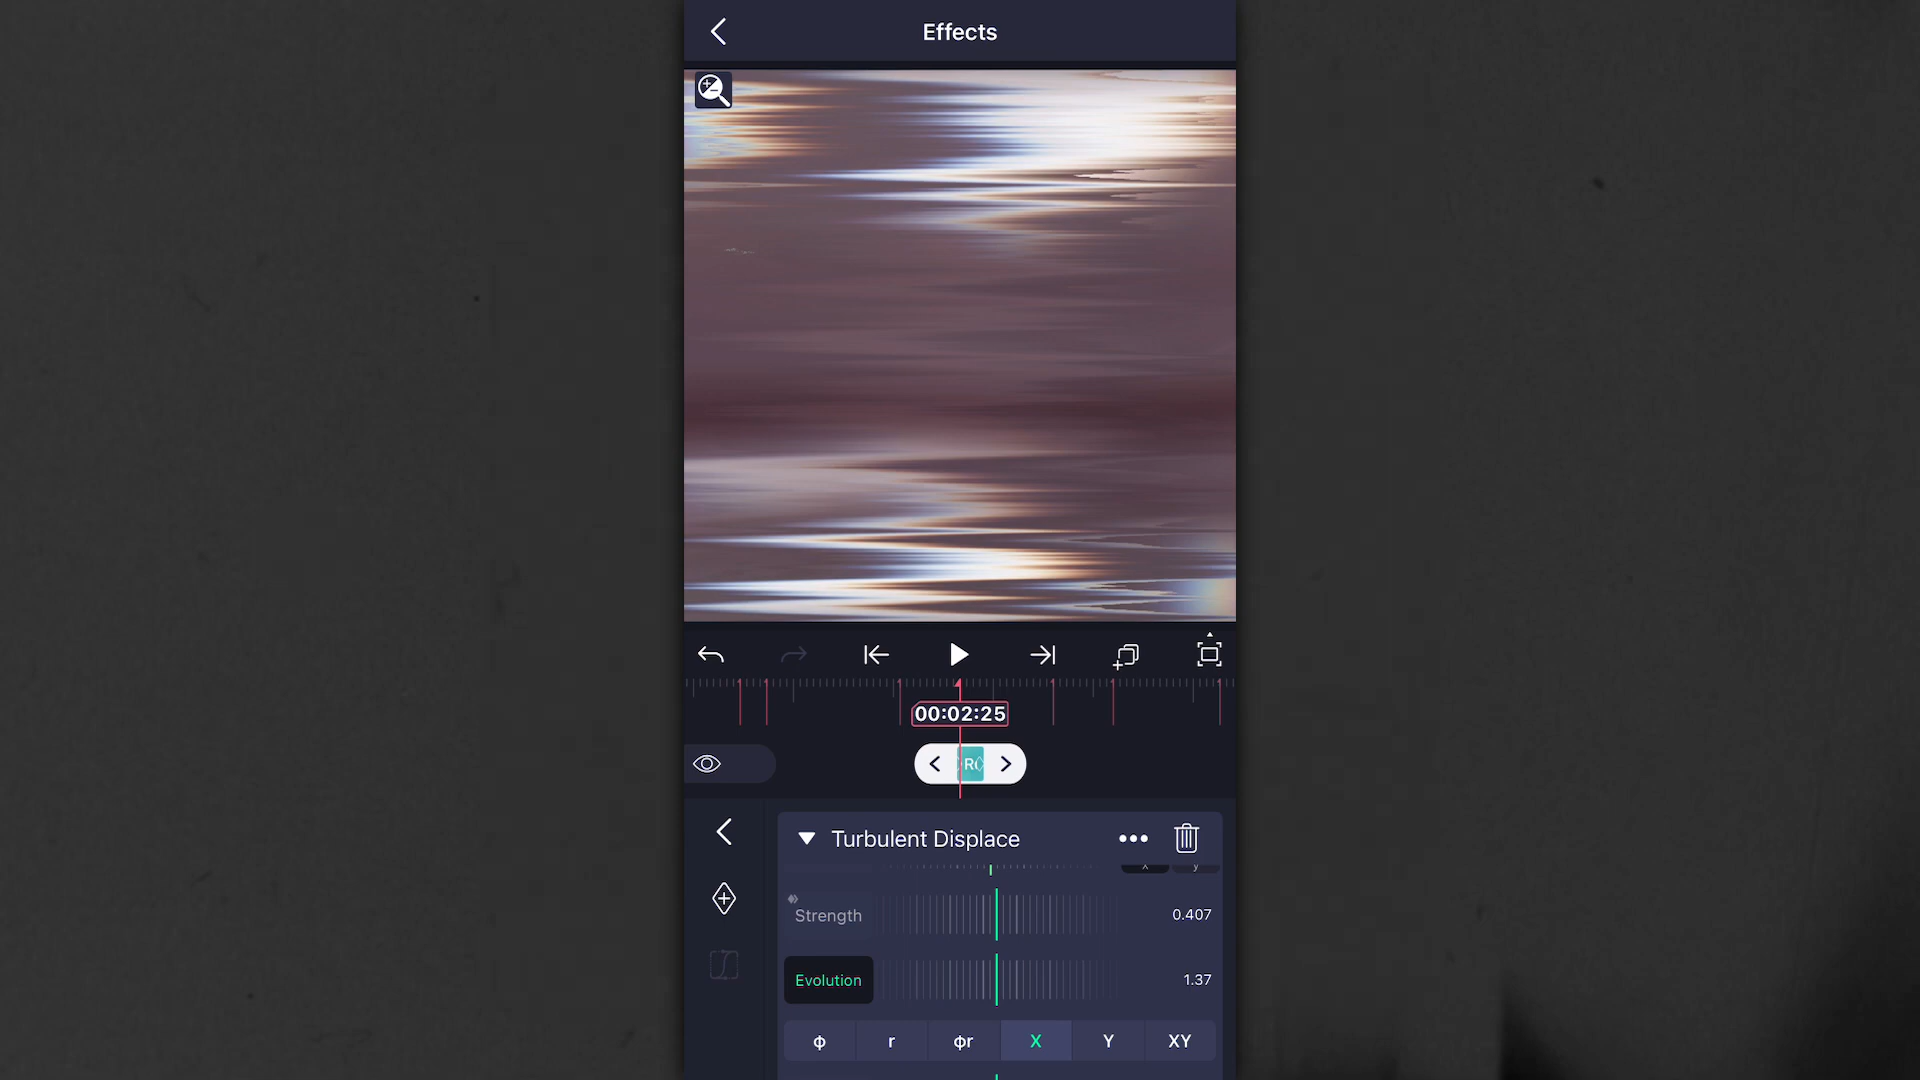 Effects
00:02:25
R
Turbulent Displace
x y
Strength 0.407
Evolution 1.37
ϕ r ϕr X Y XY